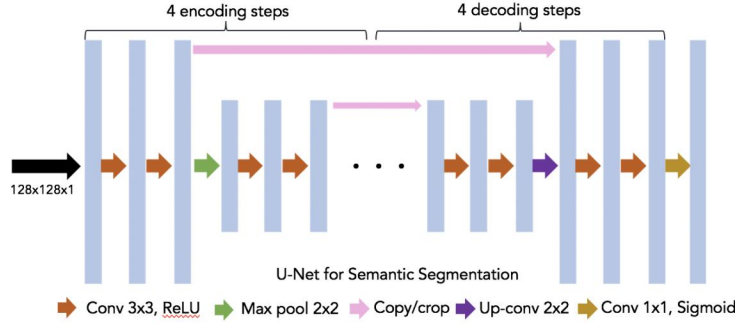 4 encoding steps
4 decoding steps
128x128x1
. . .
U-Net for Semantic Segmentation
Conv 3x3, ReLU
Max pool 2x2
Copy/crop
Up-conv 2x2
Conv 1x1, Sigmoid